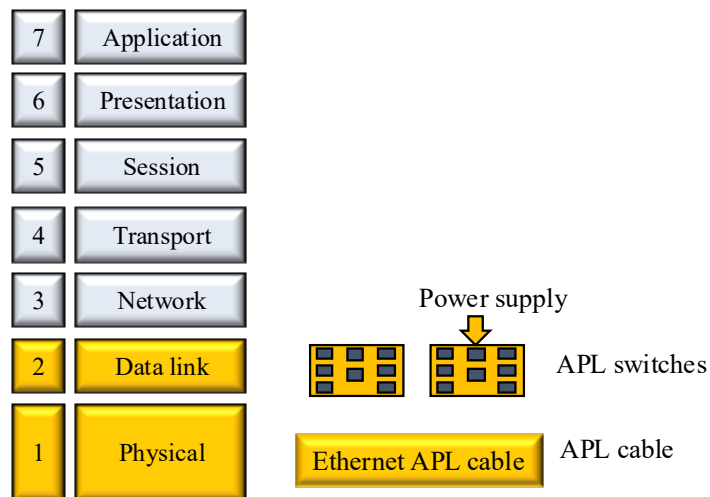 7 Application
6 Presentation
5 Session
4 Transport
3 Network
Power supply
2 Data link
APL switches
1 Physical
Ethernet APL cable
APL cable